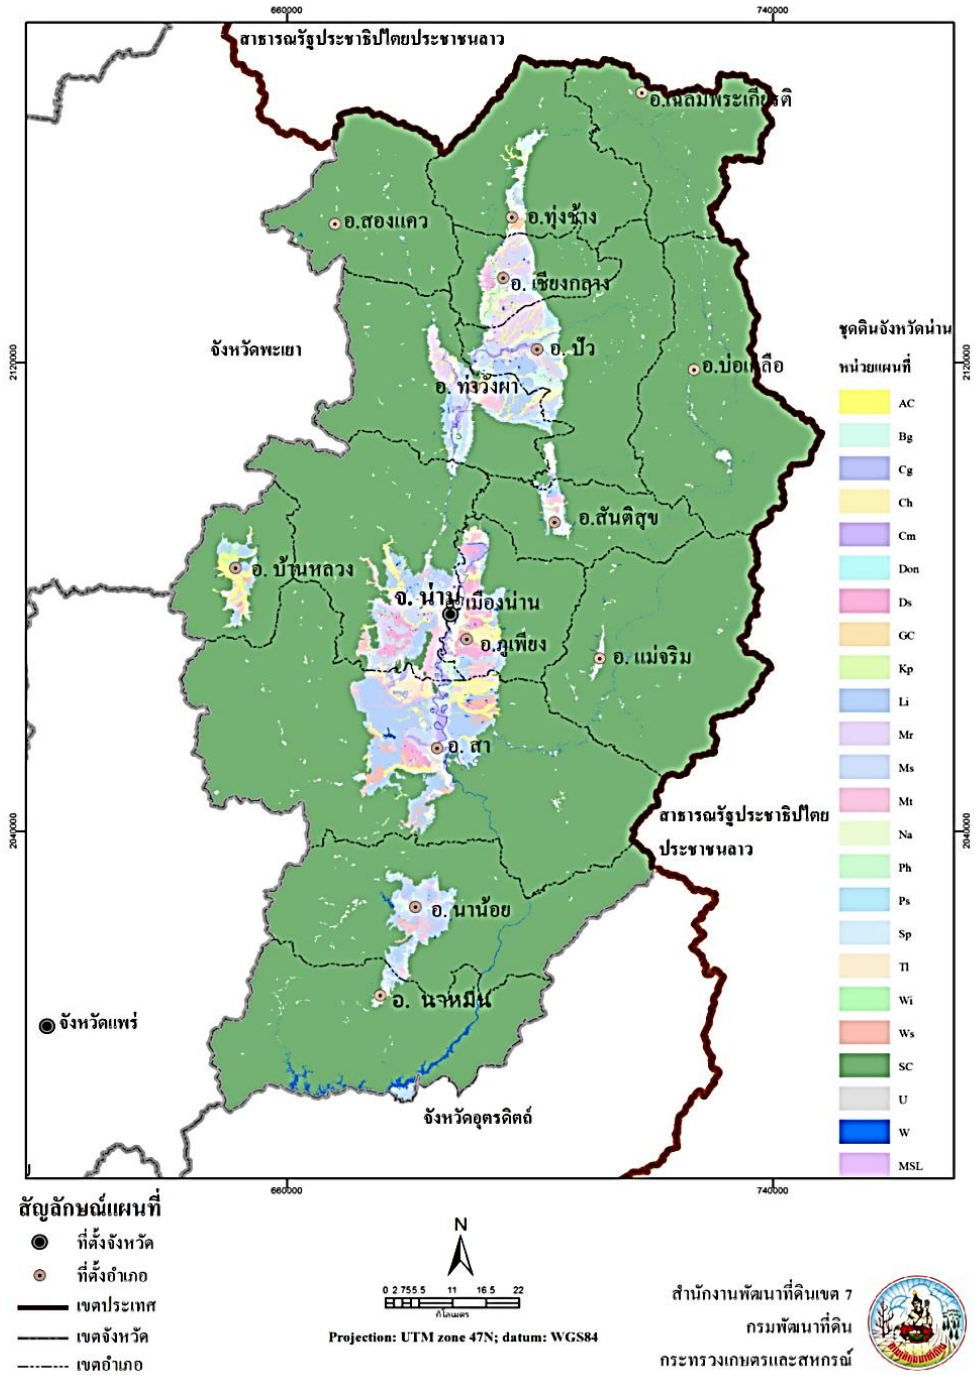 660000
740000
สาธารณรัฐประชาธิปไตยประชาชนลาว
อ.เฉลิมพระเกียรติ
อ.สองแคว
อ.ทุ่งช้าง
อ. เชียงกลาง
ชุดดินจังหวัดน่าน
จังหวัดพะเยา
อ. ปัว
2120000
2120000
หน่วยแผนที่
อ.บ่อเกลือ
อ. ท่าวังผา
AC
Bg
Cg
Ch
Cm
Don
Ds
GC
Kp
Li
Mr
Ms
Mt
Na
Ph
Ps
Sp
Tl
Wi
Ws
SC
U
W
MSL
อ.สันติสุข
อ. บ้านหลวง
จ. น่าน
เมืองน่าน
อ.ภูเพียง
อ. แม่จริม
อ. สา
สาธารณรัฐประชาธิปไตย
ประชาชนลาว
2040000
2040000
อ. นาน้อย
อ. นาหมื่น
จังหวัดแพร่
จังหวัดอุตรดิตถ์
660000
740000
สัญลักษณ์แผนที่
ที่ตั้งจังหวัด
ที่ตั้งอำเภอ
เขตประเทศ
เขตจังหวัด
เขตอำเภอ
N
0 2.75 5.5 11 16.5 22
กิโลเมตร
Projection: UTM zone 47N; datum: WGS84
สำนักงานพัฒนาที่ดินเขต 7
กรมพัฒนาที่ดิน
กระทรวงเกษตรและสหกรณ์